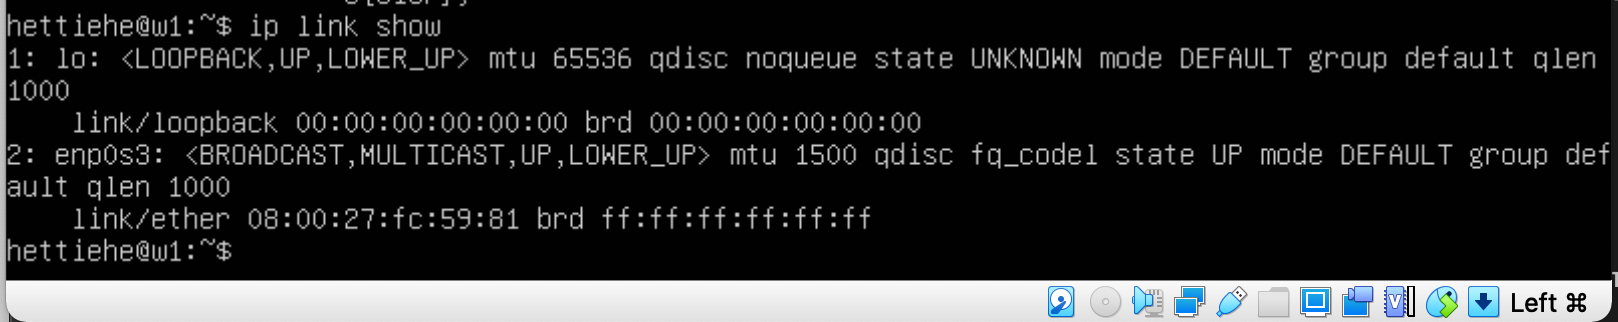 hettiehe@w1:~$ ip link show
1: lo: <LOOPBACK,UP,LOWER_UP> mtu 65536 qdisc noqueue state UNKNOWN mode DEFAULT group default qlen
1000
    link/loopback 00:00:00:00:00:00 brd 00:00:00:00:00:00
2: enp0s3: <BROADCAST,MULTICAST,UP,LOWER_UP> mtu 1500 qdisc fq_codel state UP mode DEFAULT group def
ault qlen 1000
    link/ether 08:00:27:fc:59:81 brd ff:ff:ff:ff:ff:ff
hettiehe@w1:~$
Left ⌘